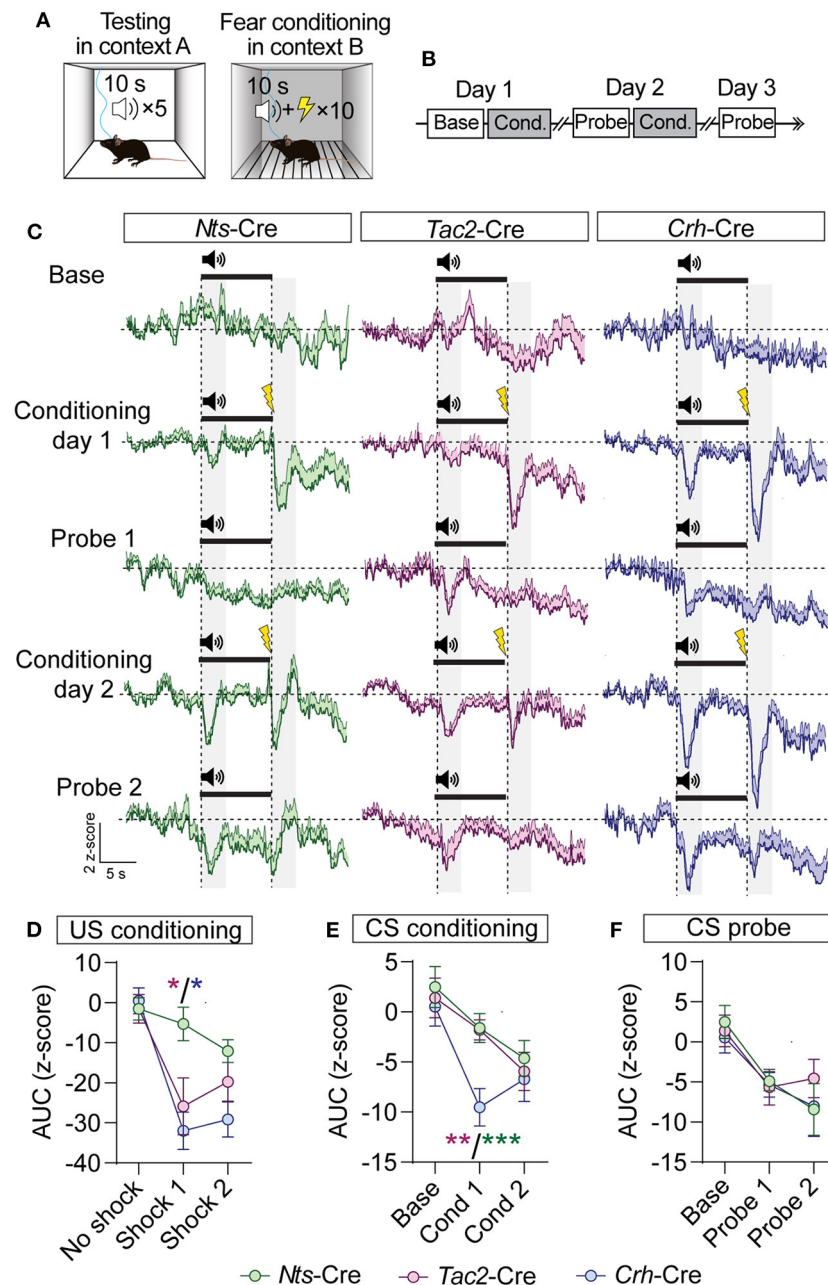 A
Testing
in context A
10 s
×5
Fear conditioning
in context B
10 s
+ ×10
B
Day 1
Day 2
Day 3
Base
Cond.
Probe
Cond.
Probe
C
Nts-Cre
Tac2-Cre
Crh-Cre
Base
Conditioning
day 1
Probe 1
Conditioning
day 2
Probe 2
2 z-score
5 s
D
US conditioning
*/*
AUC (z-score)
10
0
-10
-20
-30
-40
No shock
Shock 1
Shock 2
E
CS conditioning
AUC (z-score)
5
0
-5
-10
-15
**/***
Base
Cond 1
Cond 2
F
CS probe
AUC (z-score)
10
5
0
-5
-10
-15
Base
Probe 1
Probe 2
Nts-Cre
Tac2-Cre
Crh-Cre